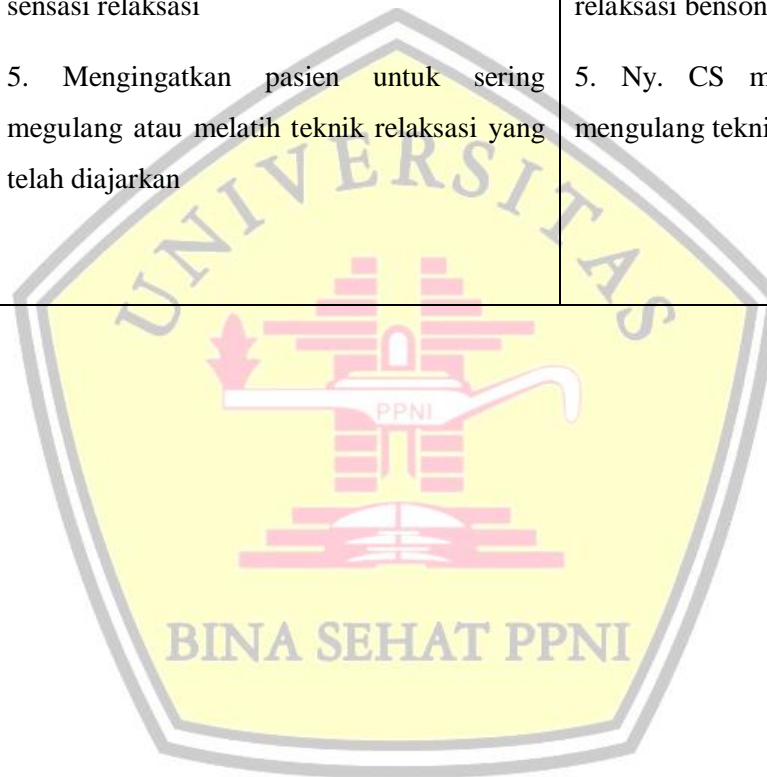 sensasi relaksasi
relaksasi benson
5. Mengingatkan pasien untuk sering
megulang atau melatih teknik relaksasi yang
telah diajarkan
5. Ny. CS m
mengulang tekni
UNIVERSITAS
PPNI
BINA SEHAT PPNI